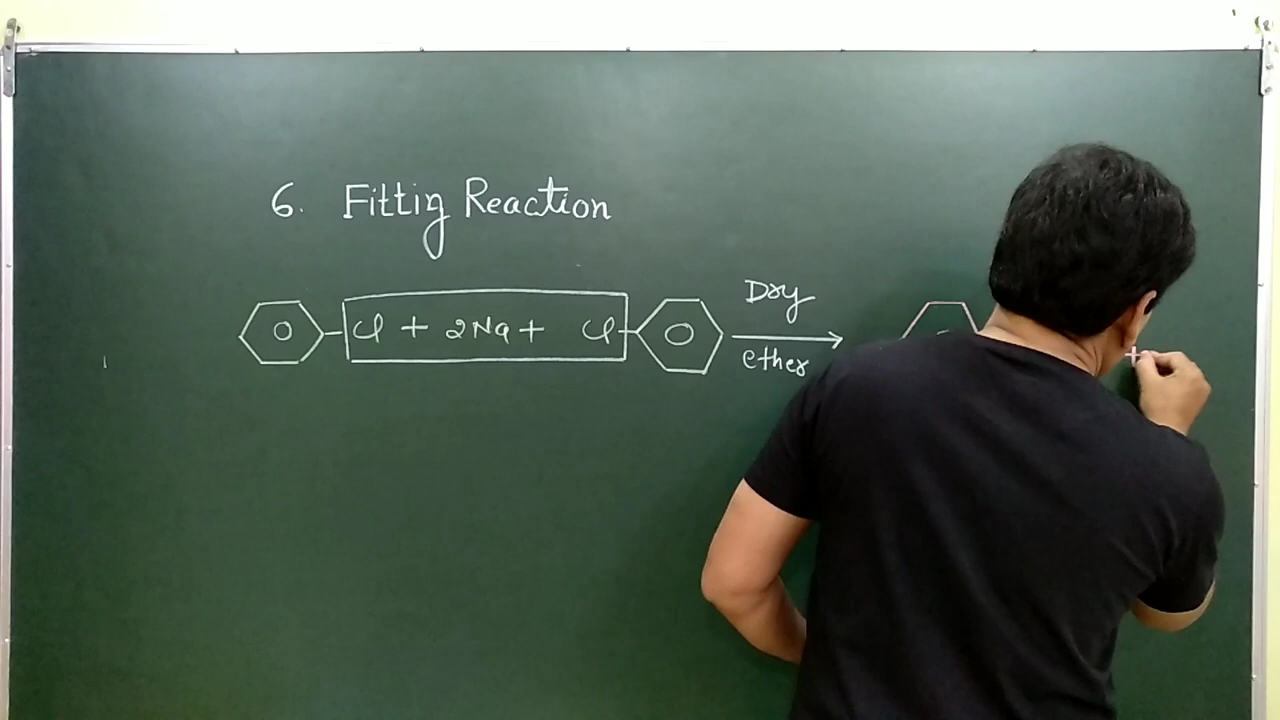 6. Fittig Reaction
Cl + 2Na + Cl
Dry
ether
+